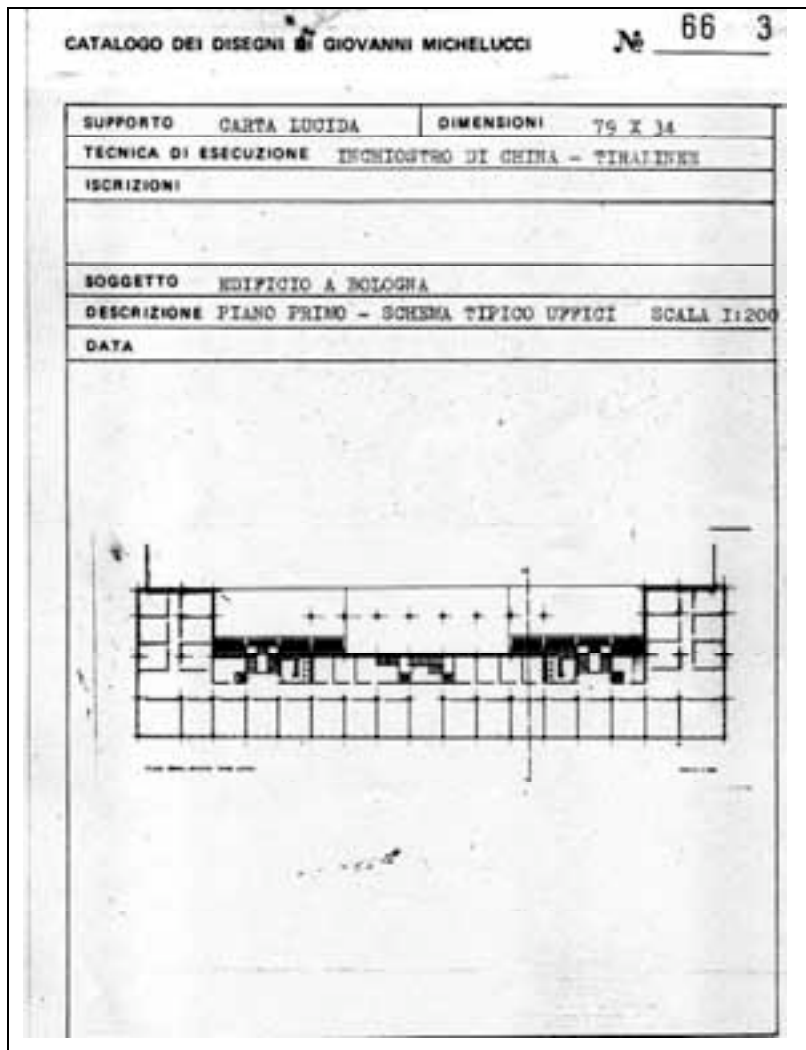 CATALOGO DEI DISEGNI DI GIOVANNI MICHELUCCI № 66 3
SUPPORTO CARTA LUCIDA DIMENSIONI 79 X 34
TECNICA DI ESECUZIONE INCHIOSTRO DI CHINA - TIRALINEE
ISCRIZIONI
SOGGETTO EDIFICIO A BOLOGNA
DESCRIZIONE PIANO PRIMO - SCHEMA TIPICO UFFICI SCALA I:200
DATA